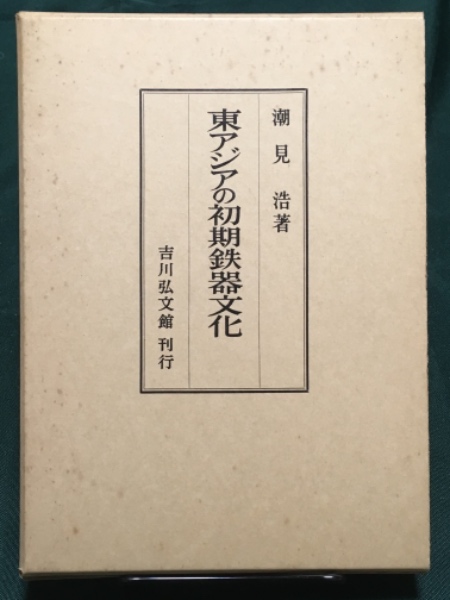 潮見 浩著
東アジアの初期鉄器文化
吉川弘文館 刊行